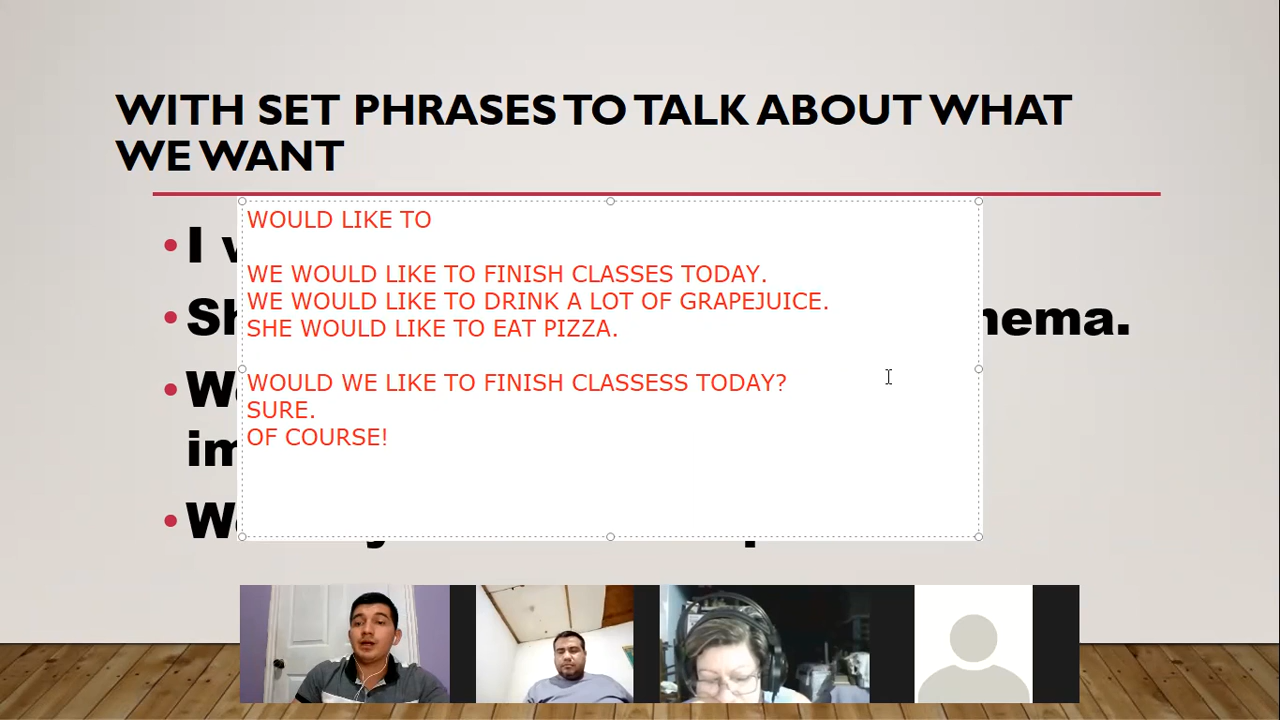 WITH SET PHRASES TO TALK ABOUT WHAT
WE WANT
WOULD LIKE TO
WE WOULD LIKE TO FINISH CLASSES TODAY.
WE WOULD LIKE TO DRINK A LOT OF GRAPEJUICE.
SHE WOULD LIKE TO EAT PIZZA.
WOULD WE LIKE TO FINISH CLASSESS TODAY?
SURE.
OF COURSE!
I